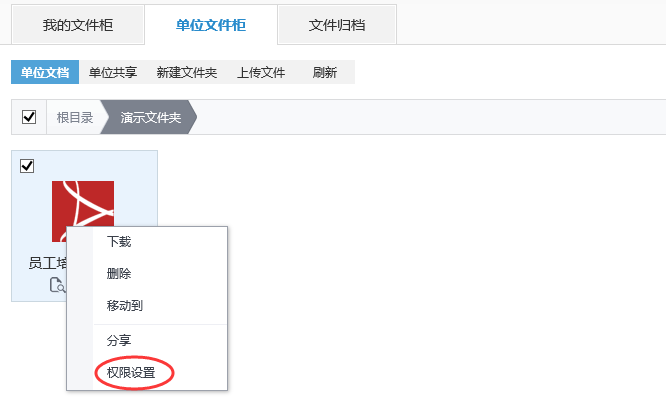 我的文件柜 单位文件柜 文件归档
单位文档 单位共享 新建文件夹 上传文件 刷新
根目录 演示文件夹
员工培
下载
删除
移动到
分享
权限设置